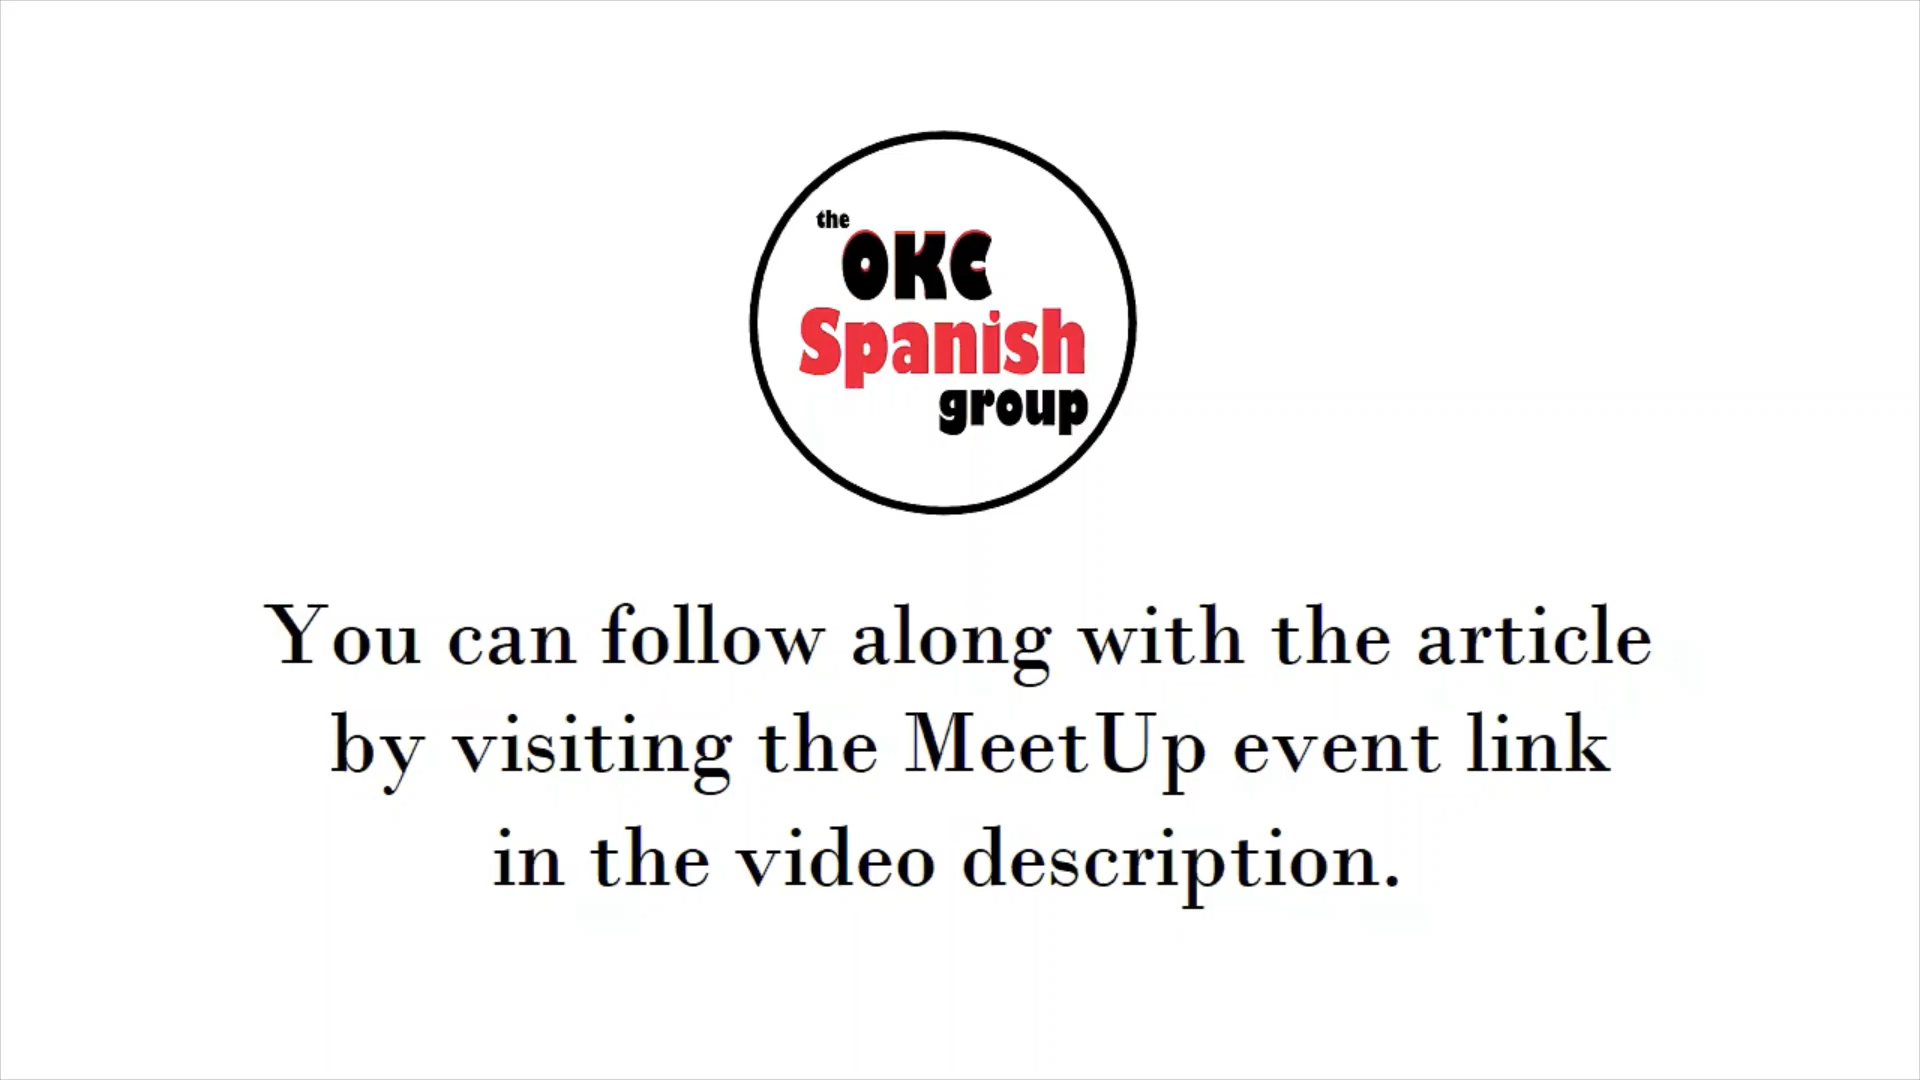 the
OKC
Spanish
group
You can follow along with the article
by visiting the MeetUp event link
in the video description.